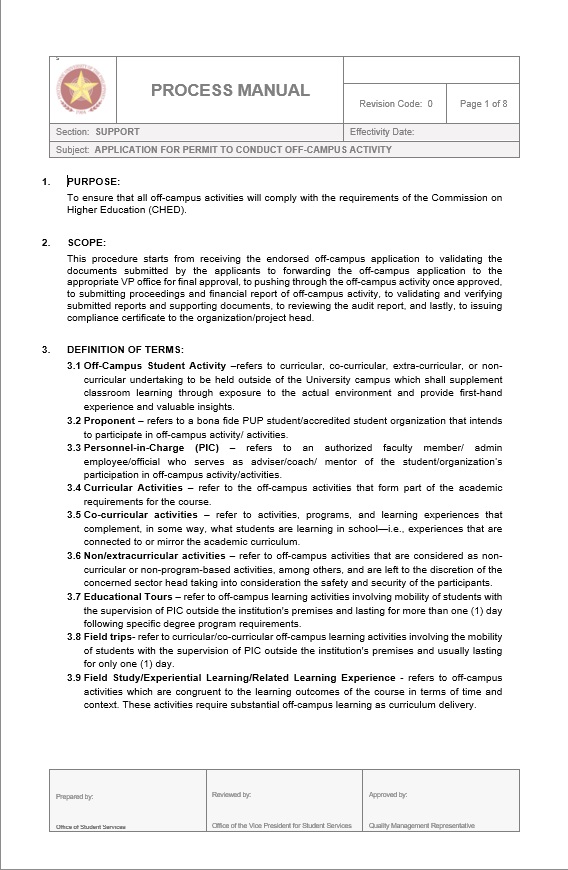 PROCESS MANUAL
Revision Code: 0
Page 1 of 8
Section: SUPPORT
Effectivity Date:
Subject: APPLICATION FOR PERMIT TO CONDUCT OFF-CAMPUS ACTIVITY
1. PURPOSE:
To ensure that all off-campus activities will comply with the requirements of the Commission on
Higher Education (CHED).
2. SCOPE:
This procedure starts from receiving the endorsed off-campus application to validating the
documents submitted by the applicants to forwarding the off-campus application to the
appropriate VP office for final approval, to pushing through the off-campus activity once approved,
to submitting proceedings and financial report of off-campus activity, to validating and verifying
submitted reports and supporting documents, to reviewing the audit report, and lastly, to issuing
compliance certificate to the organization/project head.
3. DEFINITION OF TERMS:
3.1 Off-Campus Student Activity –refers to curricular, co-curricular, extra-curricular, or non-
curricular undertaking to be held outside of the University campus which shall supplement
classroom learning through exposure to the actual environment and provide first-hand
experience and valuable insights.
3.2 Proponent – refers to a bona fide PUP student/accredited student organization that intends
to participate in off-campus activity/ activities.
3.3 Personnel-in-Charge (PIC) – refers to an authorized faculty member/ admin
employee/official who serves as adviser/coach/ mentor of the student/organization's
participation in off-campus activity/activities.
3.4 Curricular Activities – refer to the off-campus activities that form part of the academic
requirements for the course.
3.5 Co-curricular activities – refer to activities, programs, and learning experiences that
complement, in some way, what students are learning in school—i.e., experiences that are
connected to or mirror the academic curriculum.
3.6 Non/extracurricular activities – refer to off-campus activities that are considered as non-
curricular or non-program-based activities, among others, and are left to the discretion of the
concerned sector head taking into consideration the safety and security of the participants.
3.7 Educational Tours – refer to off-campus learning activities involving mobility of students with
the supervision of PIC outside the institution's premises and lasting for more than one (1) day
following specific degree program requirements.
3.8 Field trips- refer to curricular/co-curricular off-campus learning activities involving the mobility
of students with the supervision of PIC outside the institution's premises and usually lasting
for only one (1) day.
3.9 Field Study/Experiential Learning/Related Learning Experience - refers to off-campus
activities which are congruent to the learning outcomes of the course in terms of time and
context. These activities require substantial off-campus learning as curriculum delivery.
Prepared by:
Reviewed by:
Approved by:
Office of Student Services
Office of the Vice President for Student Services
Quality Management Representative